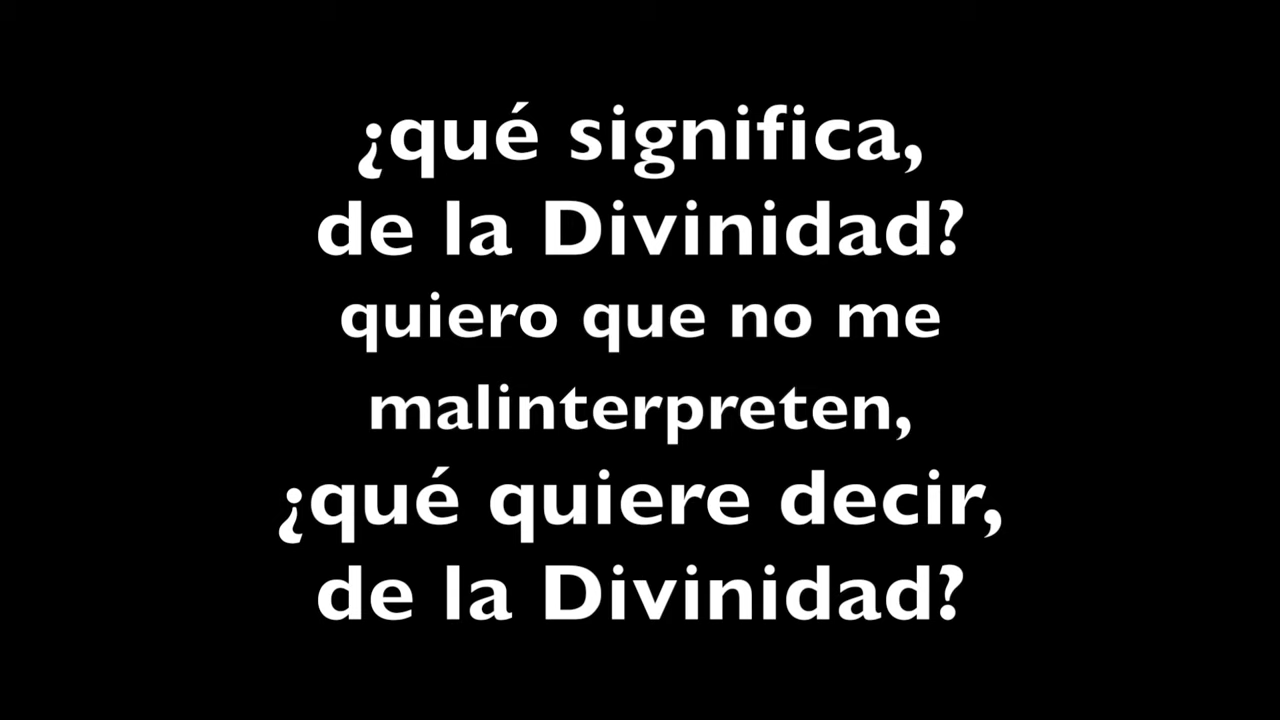 ¿qué significa,
de la Divinidad?
quiero que no me
malinterpreten,
¿qué quiere decir,
de la Divinidad?